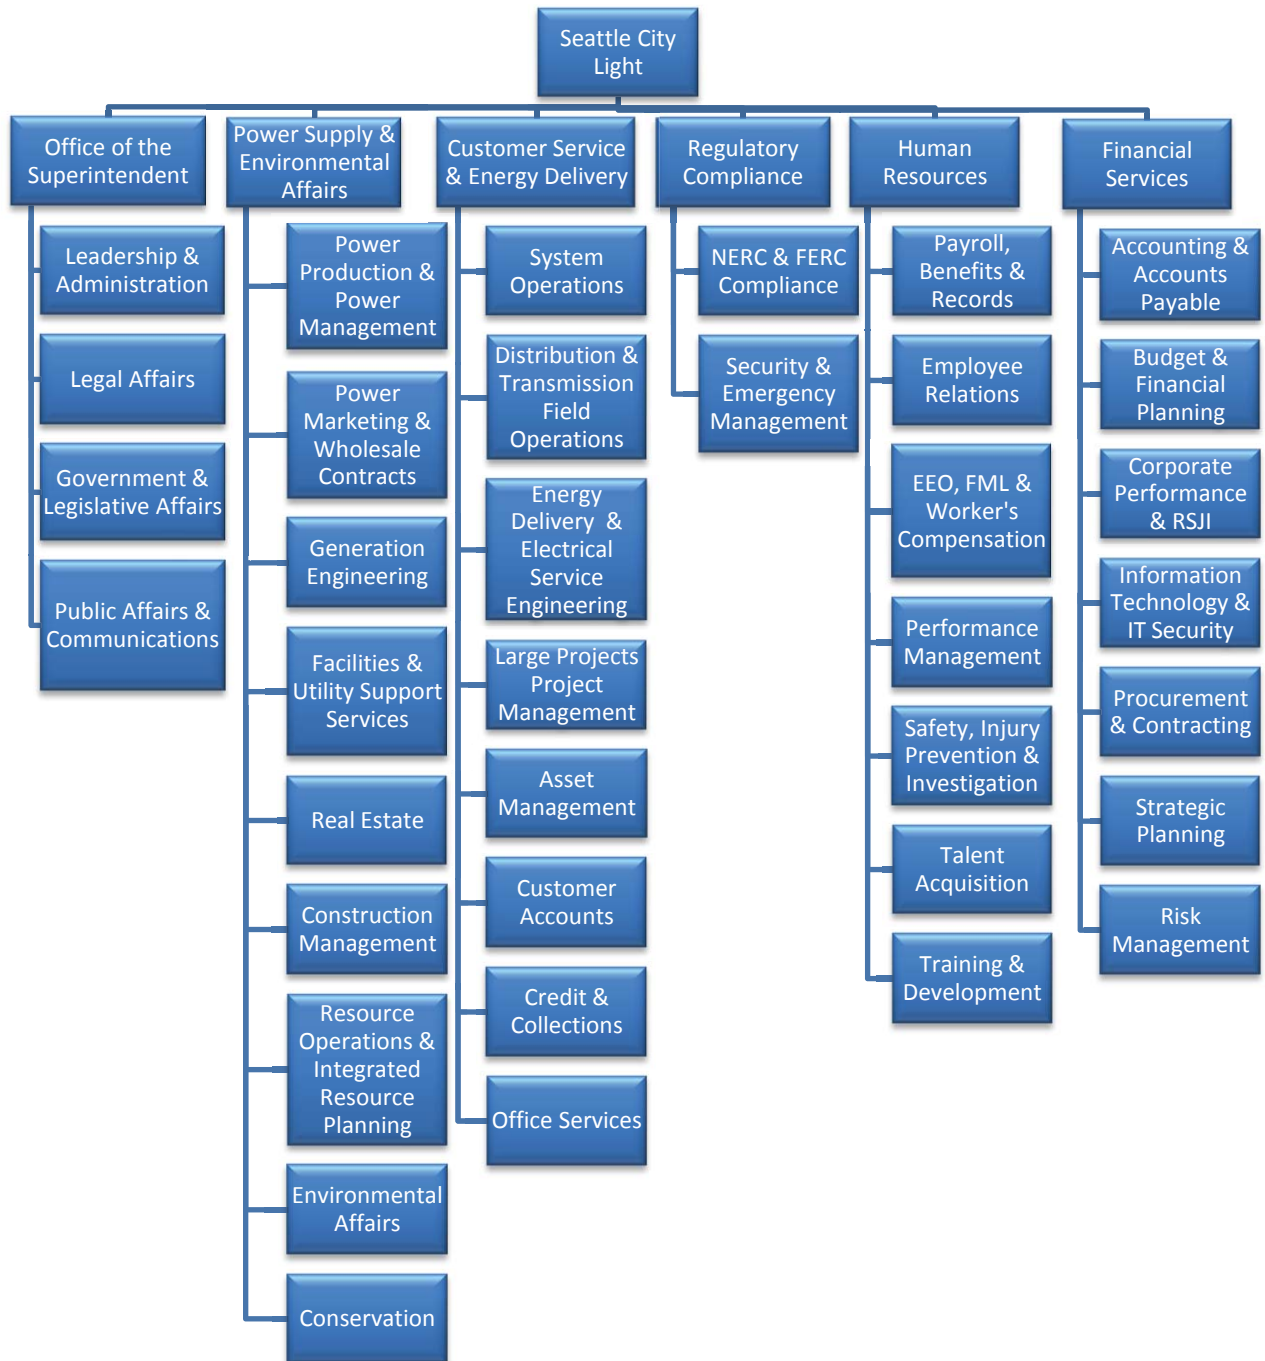 Seattle City
Light
Office of the
Superintendent
Leadership &
Administration
Legal Affairs
Government &
Legislative Affairs
Public Affairs &
Communications
Power Supply &
Environmental
Affairs
Power
Production &
Power
Management
Power
Marketing &
Wholesale
Contracts
Generation
Engineering
Facilities &
Utility Support
Services
Real Estate
Construction
Management
Resource
Operations &
Integrated
Resource
Planning
Environmental
Affairs
Conservation
Customer Service
& Energy Delivery
System
Operations
Distribution &
Transmission
Field
Operations
Energy
Delivery &
Electrical
Service
Engineering
Large Projects
Project
Management
Asset
Management
Customer
Accounts
Credit &
Collections
Office Services
Regulatory
Compliance
NERC & FERC
Compliance
Security &
Emergency
Management
Human
Resources
Payroll,
Benefits &
Records
Employee
Relations
EEO, FML &
Worker's
Compensation
Performance
Management
Safety, Injury
Prevention &
Investigation
Talent
Acquisition
Training &
Development
Financial
Services
Accounting &
Accounts
Payable
Budget &
Financial
Planning
Corporate
Performance
& RSJI
Information
Technology &
IT Security
Procurement
& Contracting
Strategic
Planning
Risk
Management